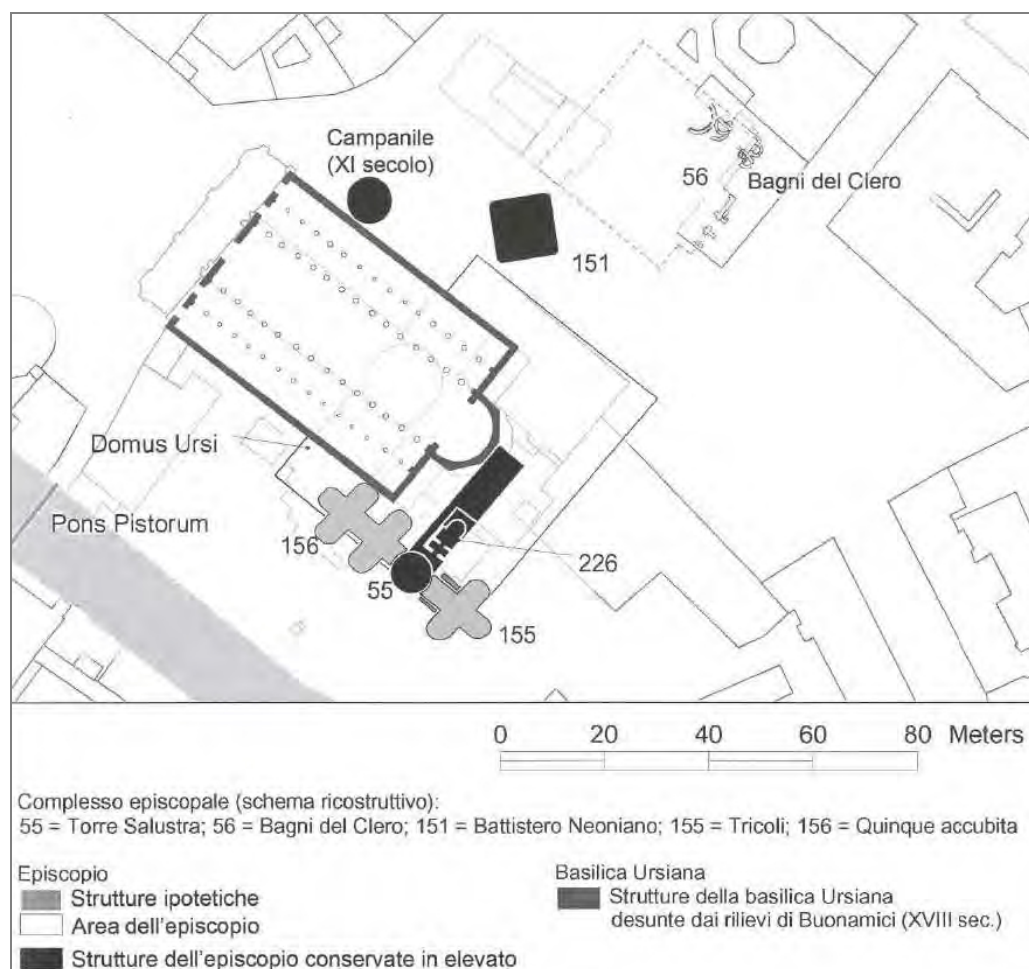 Campanile
(XI secolo)
56
Bagni del Clero
151
Domus Ursi
Pons Pistorum
156
226
55
155
0 20 40 60 80 Meters
Complesso episcopale (schema ricostruttivo):
55 = Torre Salustra; 56 = Bagni del Clero; 151 = Battistero Neoniano; 155 = Tricoli; 156 = Quinque accubita
Episcopio
Strutture ipotetiche
Area dell'episcopio
Strutture dell'episcopio conservate in elevato
Basilica Ursiana
Strutture della basilica Ursiana
desunte dai rilievi di Buonamici (XVIII sec.)